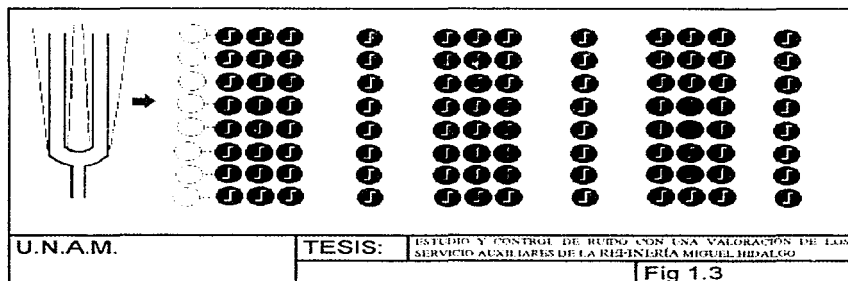 U.N.A.M.
TESIS:
ESTUDIO Y CONTROL DE RUIDO CON UNA VALORACIÓN DE LOS
SERVICIO AUXILIARES DE LA REFINERÍA MIGUEL HIDALGO
Fig 1.3